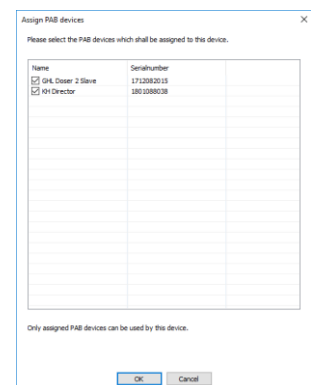 Assign PAB devices
Please select the PAB devices which shall be assigned to this device.
Name Serialnumber
GHL Doser 2 Slave 1712082015
KH Director 1801088038
Only assigned PAB devices can be used by this device.
OK Cancel